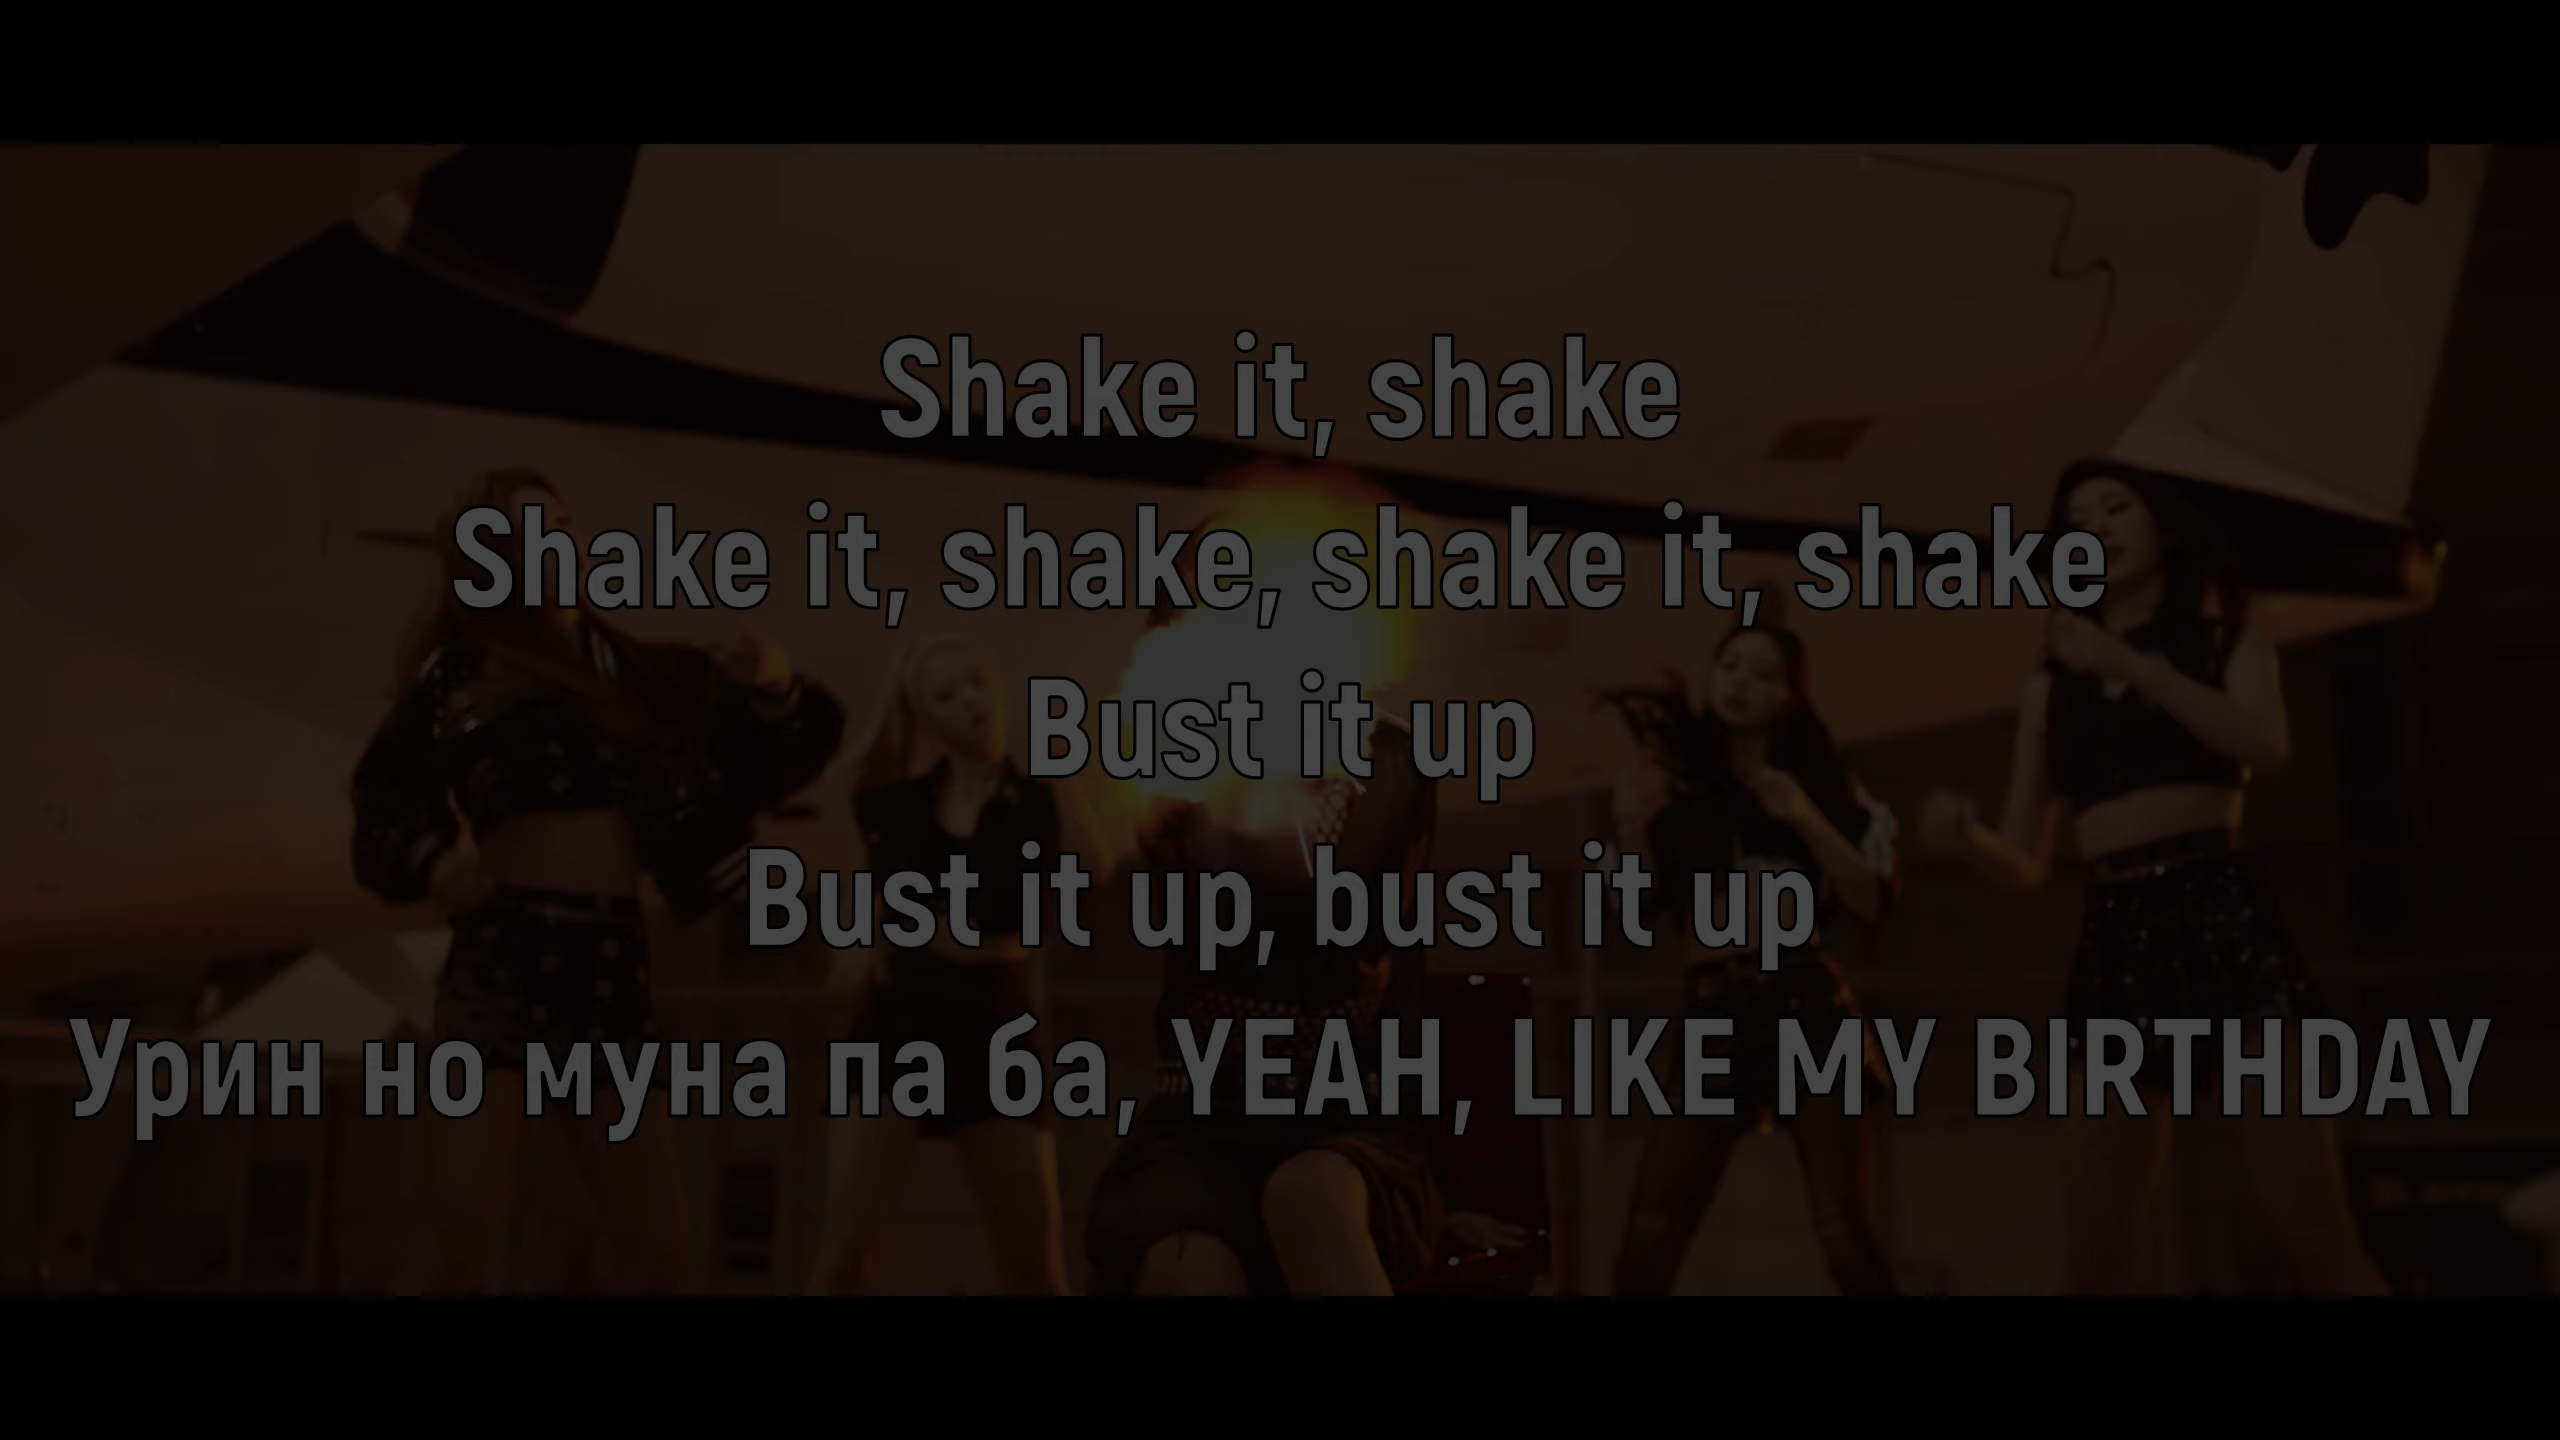 Shake it, shake
Shake it, shake, shake it, shake
Bust it up
Bust it up, bust it up
Урин но муна па ба, YEAH, LIKE MY BIRTHDAY